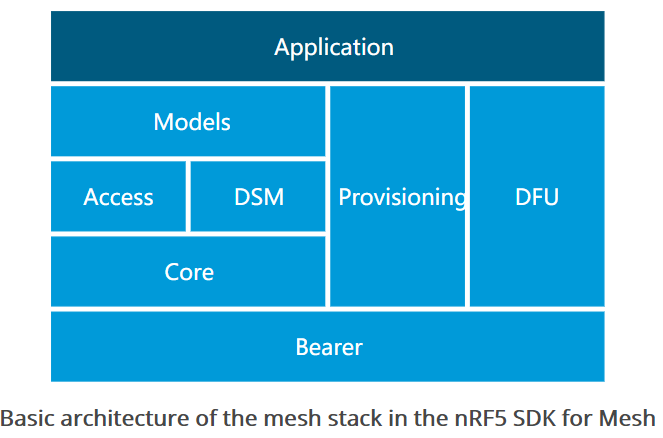 Application
Models
Access
DSM
Provisioning
DFU
Core
Bearer
Basic architecture of the mesh stack in the nRF5 SDK for Mesh